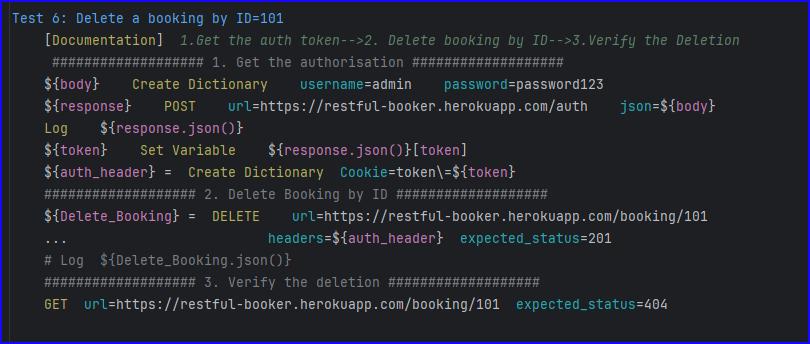 Test 6: Delete a booking by ID=101
[Documentation]  1.Get the auth token-->2. Delete booking by ID-->3.Verify the Deletion
################### 1. Get the authorisation ###################
${body}    Create Dictionary    username=admin    password=password123
${response}    POST    url=https://restful-booker.herokuapp.com/auth    json=${body}
Log    ${response.json()}
${token}    Set Variable    ${response.json()}[token]
${auth_header} =  Create Dictionary  Cookie=token\=${token}
################### 2. Delete Booking by ID ###################
${Delete_Booking} =  DELETE    url=https://restful-booker.herokuapp.com/booking/101
...                         headers=${auth_header}  expected_status=201
# Log  ${Delete_Booking.json()}
################### 3. Verify the deletion ###################
GET  url=https://restful-booker.herokuapp.com/booking/101  expected_status=404